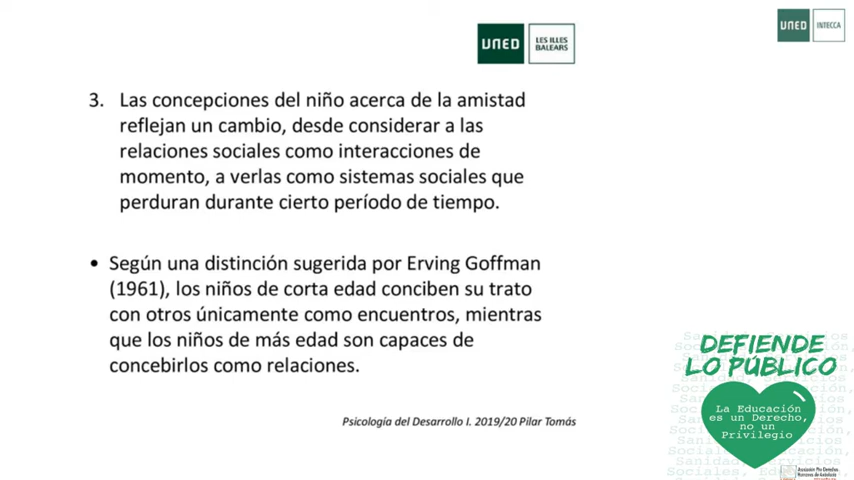 UNED
LES ILLES
BALEARS
UNED
INTECCA
3. Las concepciones del niño acerca de la amistad
reflejan un cambio, desde considerar a las
relaciones sociales como interacciones de
momento, a verlas como sistemas sociales que
perduran durante cierto período de tiempo.
• Según una distinción sugerida por Erving Goffman
(1961), los niños de corta edad conciben su trato
con otros únicamente como encuentros, mientras
que los niños de más edad son capaces de
concebirlos como relaciones.
Psicología del Desarrollo I. 2019/20 Pilar Tomás
DEFIENDE
LO PÚBLICO
La Educación
es un Derecho,
no un
Privilegio